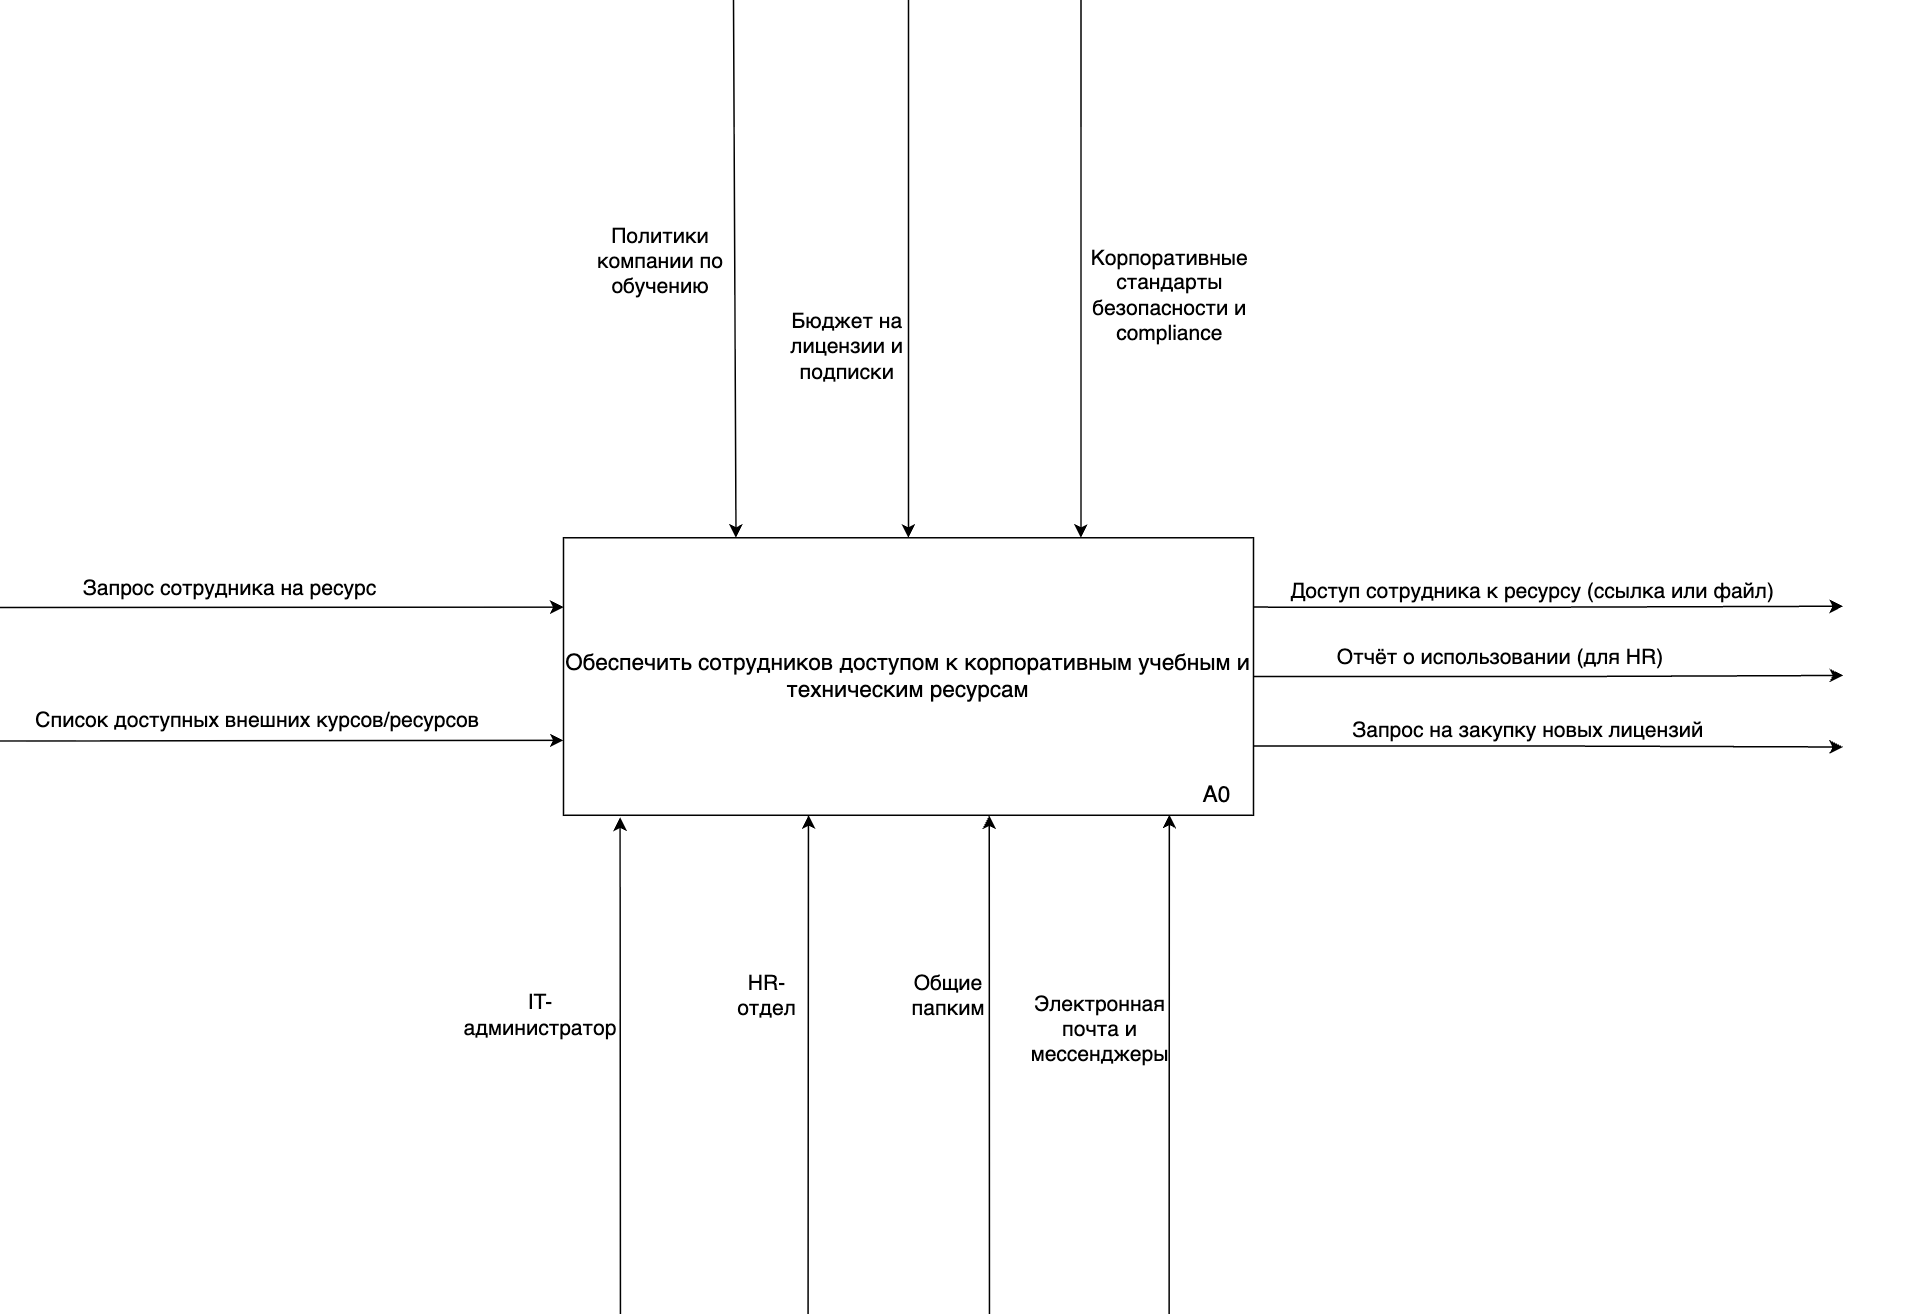 Политики
компании по
обучению
Бюджет на
лицензии и
подписки
Корпоративные
стандарты
безопасности и
compliance
Запрос сотрудника на ресурс
Список доступных внешних курсов/ресурсов
Обеспечить сотрудников доступом к корпоративным учебным и
техническим ресурсам
A0
Доступ сотрудника к ресурсу (ссылка или файл)
Отчёт о использовании (для HR)
Запрос на закупку новых лицензий
IT-
администратор
HR-
отдел
Общие
папким
Электронная
почта и
мессенджеры